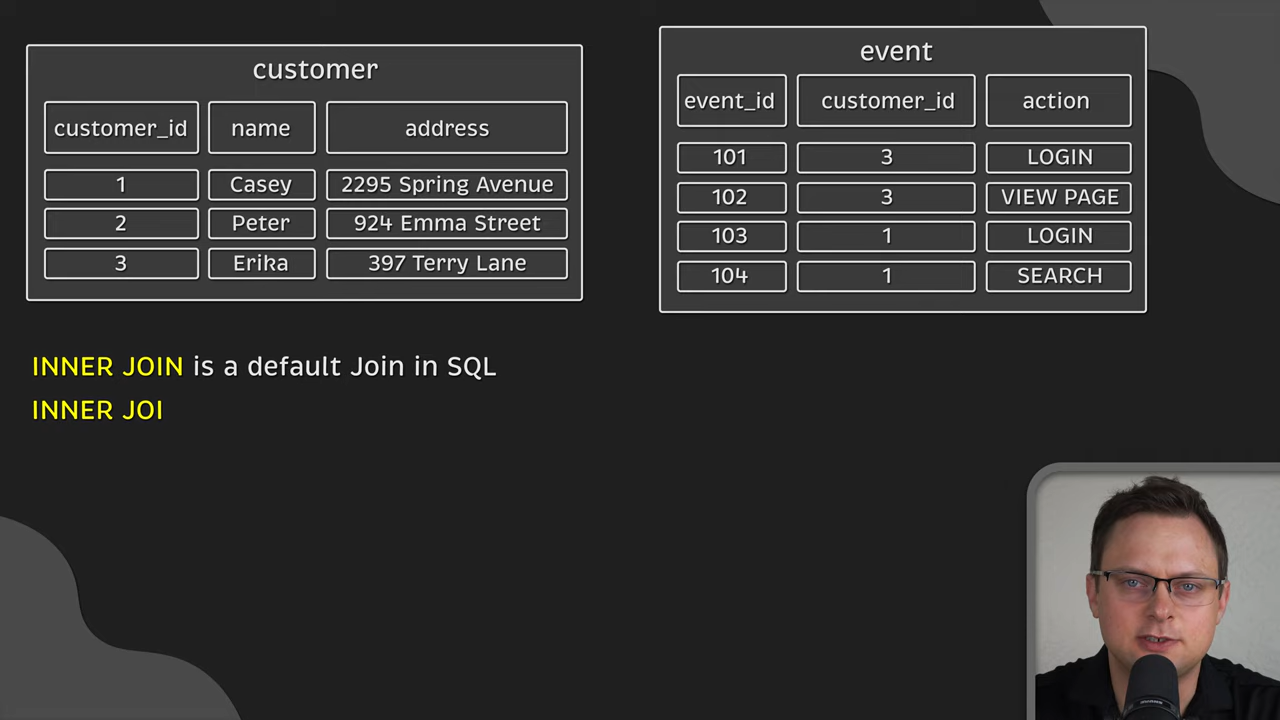 customer
customer_id name address
1 Casey 2295 Spring Avenue
2 Peter 924 Emma Street
3 Erika 397 Terry Lane
event
event_id customer_id action
101 3 LOGIN
102 3 VIEW PAGE
103 1 LOGIN
104 1 SEARCH
INNER JOIN is a default Join in SQL
INNER JOI